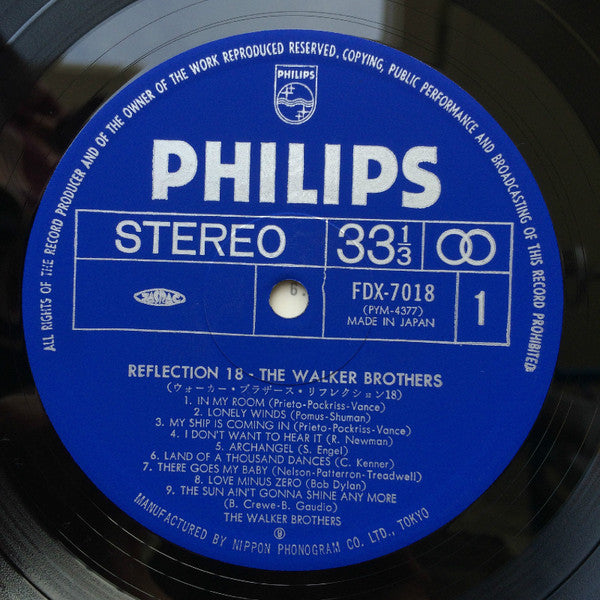 ALL RIGHTS OF THE RECORD PRODUCER AND OF THE OWNER OF THE WORK REPRODUCED RESERVED. COPYING, PUBLIC PERFORMANCE AND BROADCASTING OF THIS RECORD PROHIBITED
PHILIPS
PHILIPS
STEREO
33 1/3
JASRAC
6.
FDX-7018
(PYM-4377)
MADE IN JAPAN
1
REFLECTION 18 - THE WALKER BROTHERS
(ウォーカー・ブラザース・リフレクション18)
1. IN MY ROOM (Prieto-Pockriss-Vance)
2. LONELY WINDS (Pomus-Shuman)
3. MY SHIP IS COMING IN (Prieto-Pockriss-Vance)
4. I DON'T WANT TO HEAR IT (R. Newman)
5. ARCHANGEL (S. Engel)
6. LAND OF A THOUSAND DANCES (C. Kenner)
7. THERE GOES MY BABY (Nelson-Patterron-Treadwell)
8. LOVE MINUS ZERO (Bob Dylan)
9. THE SUN AIN'T GONNA SHINE ANY MORE
(B. Crewe-B. Gaudio)
THE WALKER BROTHERS
MANUFACTURED BY NIPPON PHONOGRAM CO. LTD., TOKYO